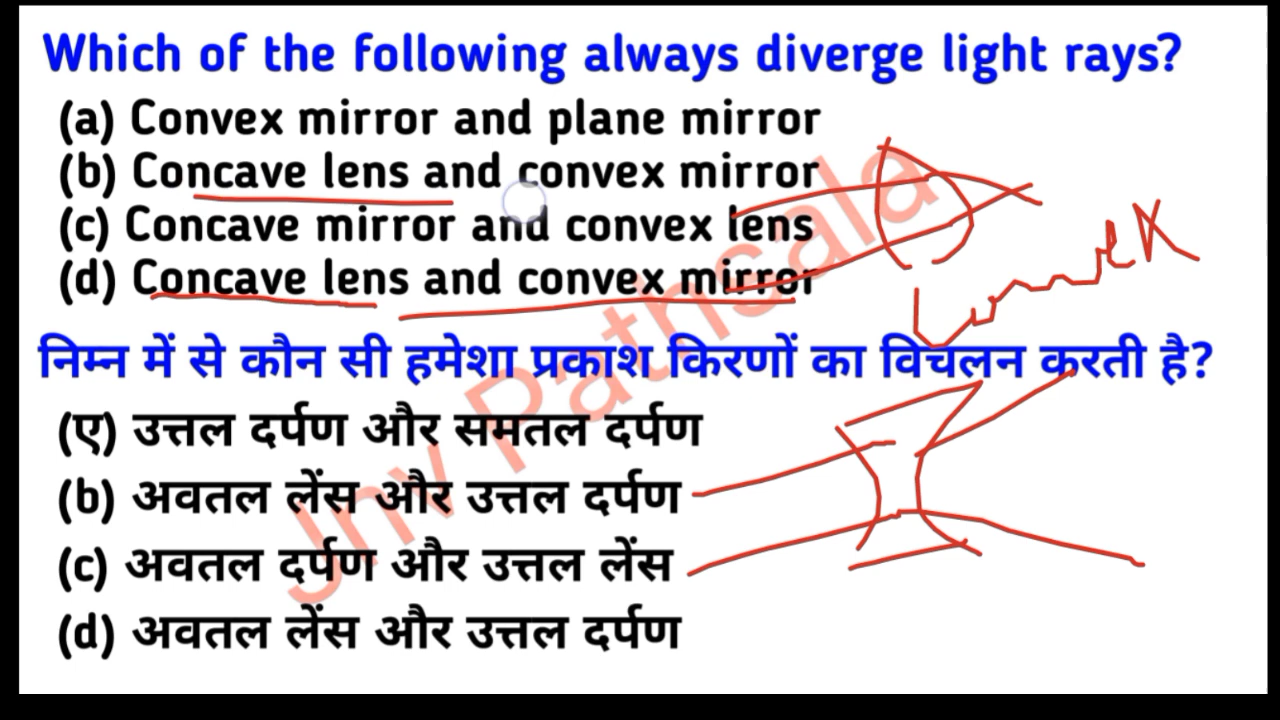 Which of the following always diverge light rays?
(a) Convex mirror and plane mirror
(b) Concave lens and convex mirror
(c) Concave mirror and convex lens
(d) Concave lens and convex mirror
निम्न में से कौन सी हमेशा प्रकाश किरणों का विचलन करती है?
(ए) उत्तल दर्पण और समतल दर्पण
(b) अवतल लेंस और उत्तल दर्पण
(c) अवतल दर्पण और उत्तल लेंस
(d) अवतल लेंस और उत्तल दर्पण
Jnv Pathsala